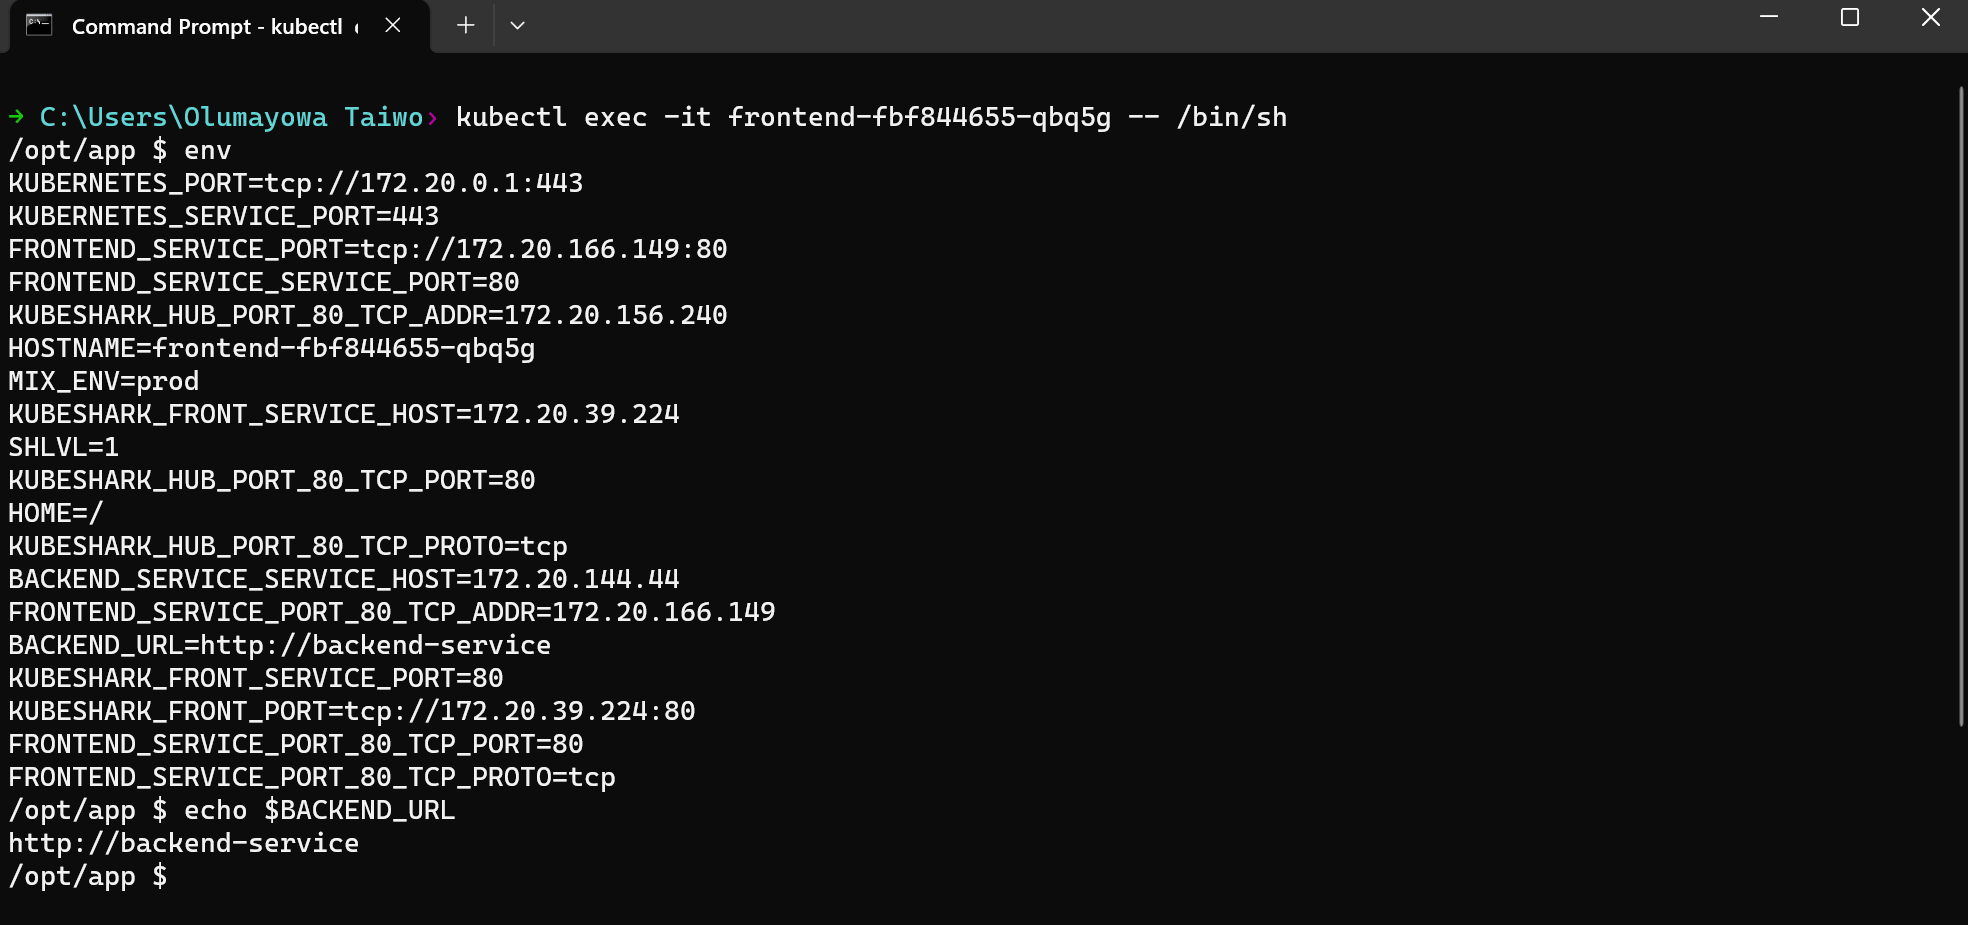 Command Prompt - kubectl
→ C:\Users\Olumayowa Taiwo› kubectl exec -it frontend-fbf844655-qbq5g -- /bin/sh
/opt/app $ env
KUBERNETES_PORT=tcp://172.20.0.1:443
KUBERNETES_SERVICE_PORT=443
FRONTEND_SERVICE_PORT=tcp://172.20.166.149:80
FRONTEND_SERVICE_SERVICE_PORT=80
KUBESHARK_HUB_PORT_80_TCP_ADDR=172.20.156.240
HOSTNAME=frontend-fbf844655-qbq5g
MIX_ENV=prod
KUBESHARK_FRONT_SERVICE_HOST=172.20.39.224
SHLVL=1
KUBESHARK_HUB_PORT_80_TCP_PORT=80
HOME=/
KUBESHARK_HUB_PORT_80_TCP_PROTO=tcp
BACKEND_SERVICE_SERVICE_HOST=172.20.144.44
FRONTEND_SERVICE_PORT_80_TCP_ADDR=172.20.166.149
BACKEND_URL=http://backend-service
KUBESHARK_FRONT_SERVICE_PORT=80
KUBESHARK_FRONT_PORT=tcp://172.20.39.224:80
FRONTEND_SERVICE_PORT_80_TCP_PORT=80
FRONTEND_SERVICE_PORT_80_TCP_PROTO=tcp
/opt/app $ echo $BACKEND_URL
http://backend-service
/opt/app $